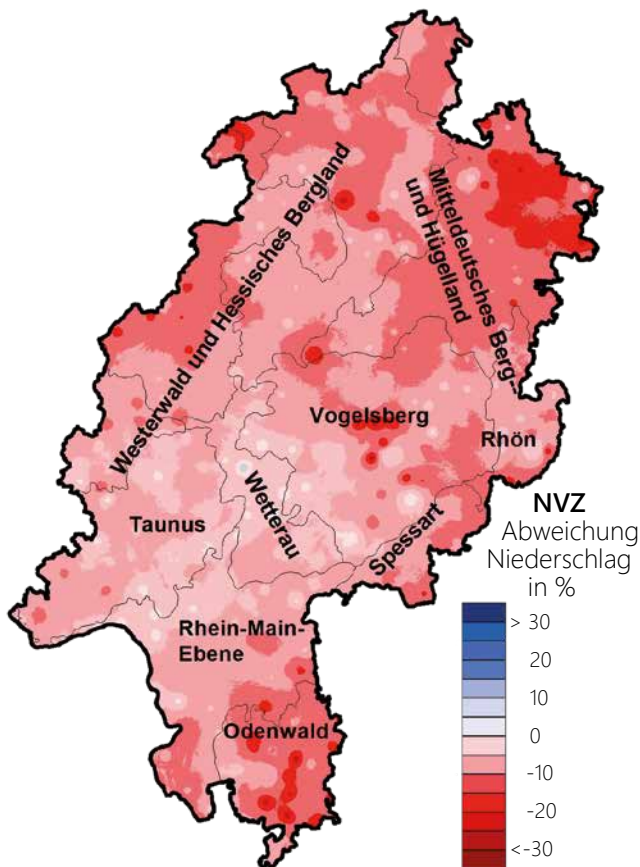 Westerwald und Hessisches Bergland
Mitteldeutsches Berg-
und Hügelland
Vogelsberg
Rhön
Wetterau
Taunus
Spessart
Rhein-Main-
Ebene
Odenwald
NVZ
Abweichung
Niederschlag
in %
> 30
20
10
0
-10
-20
<-30